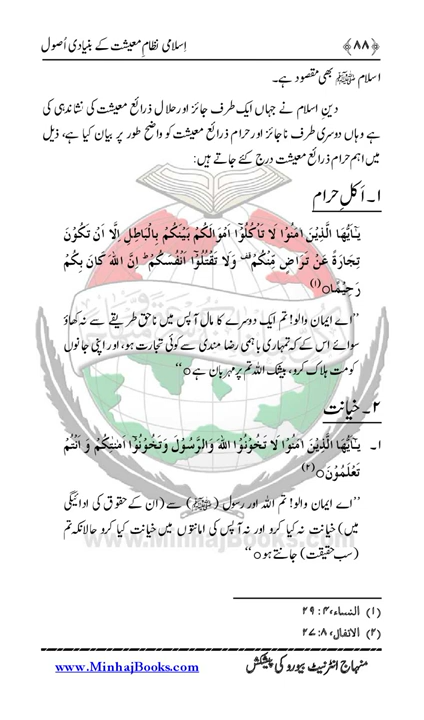 ﴿۸۸﴾ اِسلامی نظامِ معیشت کے بنیادی اُصول
اسلام ﷺ بھی مقصود ہے۔
دینِ اسلام نے جہاں ایک طرف جائز اور حلال ذرائع معیشت کی نشاندہی کی
ہے وہاں دوسری طرف ناجائز اور حرام ذرائع معیشت کو واضح طور پر بیان کیا ہے، ذیل
میں اہم حرام ذرائع معیشت درج کئے جاتے ہیں:
۱۔ اَکلِ حرام
یٰۤاَیُّهَا الَّذِیْنَ اٰمَنُوْا لَا تَاْکُلُوْۤا اَمْوَالَکُمْ بَیْنَکُمْ بِالْبَاطِلِ اِلَّاۤ اَنْ تَکُوْنَ
تِجَارَةً عَنْ تَرَاضٍ مِّنْکُمْ قف وَلَا تَقْتُلُوْۤا اَنْفُسَکُمْ ط اِنَّ اللهَ کَانَ بِکُمْ
رَحِیْمًا۝(۱)
’’اے ایمان والو! تم ایک دوسرے کا مال آپس میں ناحق طریقے سے نہ کھاؤ
سوائے اس کے کہ تمہاری باہمی رضا مندی سے کوئی تجارت ہو، اور اپنی جانوں
کو مت ہلاک کرو، بیشک اللہ تم پر مہربان ہے۝‘‘
۲۔ خیانت
۱۔ یٰۤاَیُّهَا الَّذِیْنَ اٰمَنُوْا لَا تَخُوْنُوا اللهَ وَالرَّسُوْلَ وَتَخُوْنُوْۤا اَمٰنٰتِکُمْ وَ اَنْتُمْ
تَعْلَمُوْنَ۝(۲)
’’اے ایمان والو! تم اللہ اور رسول (ﷺ) سے (ان کے حقوق کی ادائیگی
میں) خیانت نہ کیا کرو اور نہ آپس کی امانتوں میں خیانت کیا کرو حالانکہ تم
(سب حقیقت) جانتے ہو۝‘‘
www.MinhajBooks.com
(۱) النساء، ۴: ۲۹
(۲) الانفال، ۸: ۲۷
منہاج انٹرنیٹ بیورو کی پیشکش www.MinhajBooks.com